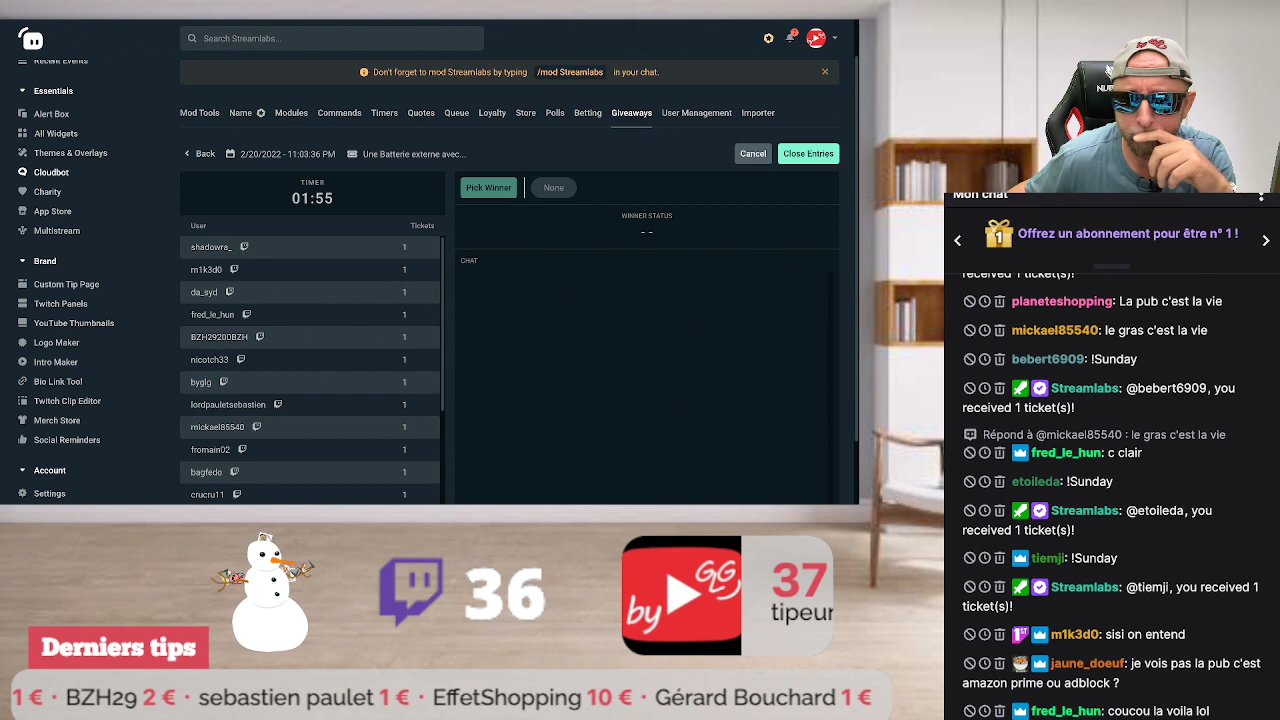 Search Streamlabs...
7
Recent Events
Essentials
Alert Box
All Widgets
Themes & Overlays
Cloudbot
Charity
App Store
Multistream
Brand
Custom Tip Page
Twitch Panels
YouTube Thumbnails
Logo Maker
Intro Maker
Bio Link Tool
Twitch Clip Editor
Merch Store
Social Reminders
Account
Settings
Don't forget to mod Streamlabs by typing /mod Streamlabs in your chat.
Mod Tools Name Modules Commands Timers Quotes Queue Loyalty Store Polls Betting Giveaways User Management Importer
Back 2/20/2022 - 11:03:36 PM Une Batterie externe avec... Cancel Close Entries
TIMER
01:55
User Tickets
shadowra_ 1
m1k3d0 1
da_syd 1
fred_le_hun 1
BZH29200BZH 1
nicotch33 1
byglg 1
lordpauletsebastien 1
mickael85540 1
fromain02 1
bagfedo 1
crucru11 1
Pick Winner None
WINNER STATUS
- -
CHAT
Mon chat
1 Offrez un abonnement pour être n° 1 !
received 1 ticket(s)!
planeteshopping: La pub c'est la vie
mickael85540: le gras c'est la vie
bebert6909: !Sunday
Streamlabs: @bebert6909, you
received 1 ticket(s)!
Répond à @mickael85540 : le gras c'est la vie
fred_le_hun: c clair
etoileda: !Sunday
Streamlabs: @etoileda, you
received 1 ticket(s)!
tiemji: !Sunday
Streamlabs: @tiemji, you received 1
ticket(s)!
1ST m1k3d0: sisi on entend
jaune_doeuf: je vois pas la pub c'est
amazon prime ou adblock ?
fred_le_hun: coucou la voila lol
36
by GLG
37
tipeur
Derniers tips
1 € · BZH29 2 € · sebastien paulet 1 € · EffetShopping 10 € · Gérard Bouchard 1 €